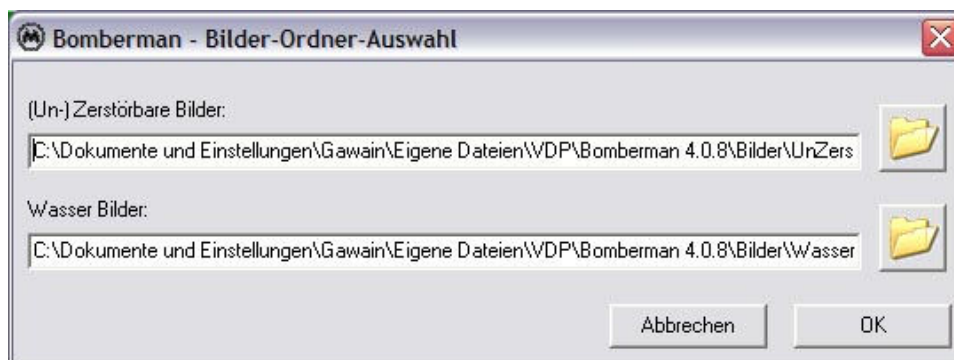 Bomberman - Bilder-Ordner-Auswahl
(Un-) Zerstörbare Bilder:
C:\Dokumente und Einstellungen\Gawain\Eigene Dateien\VDP\Bomberman 4.0.8\Bilder\UnZers
Wasser Bilder:
C:\Dokumente und Einstellungen\Gawain\Eigene Dateien\VDP\Bomberman 4.0.8\Bilder\Wasser
Abbrechen OK